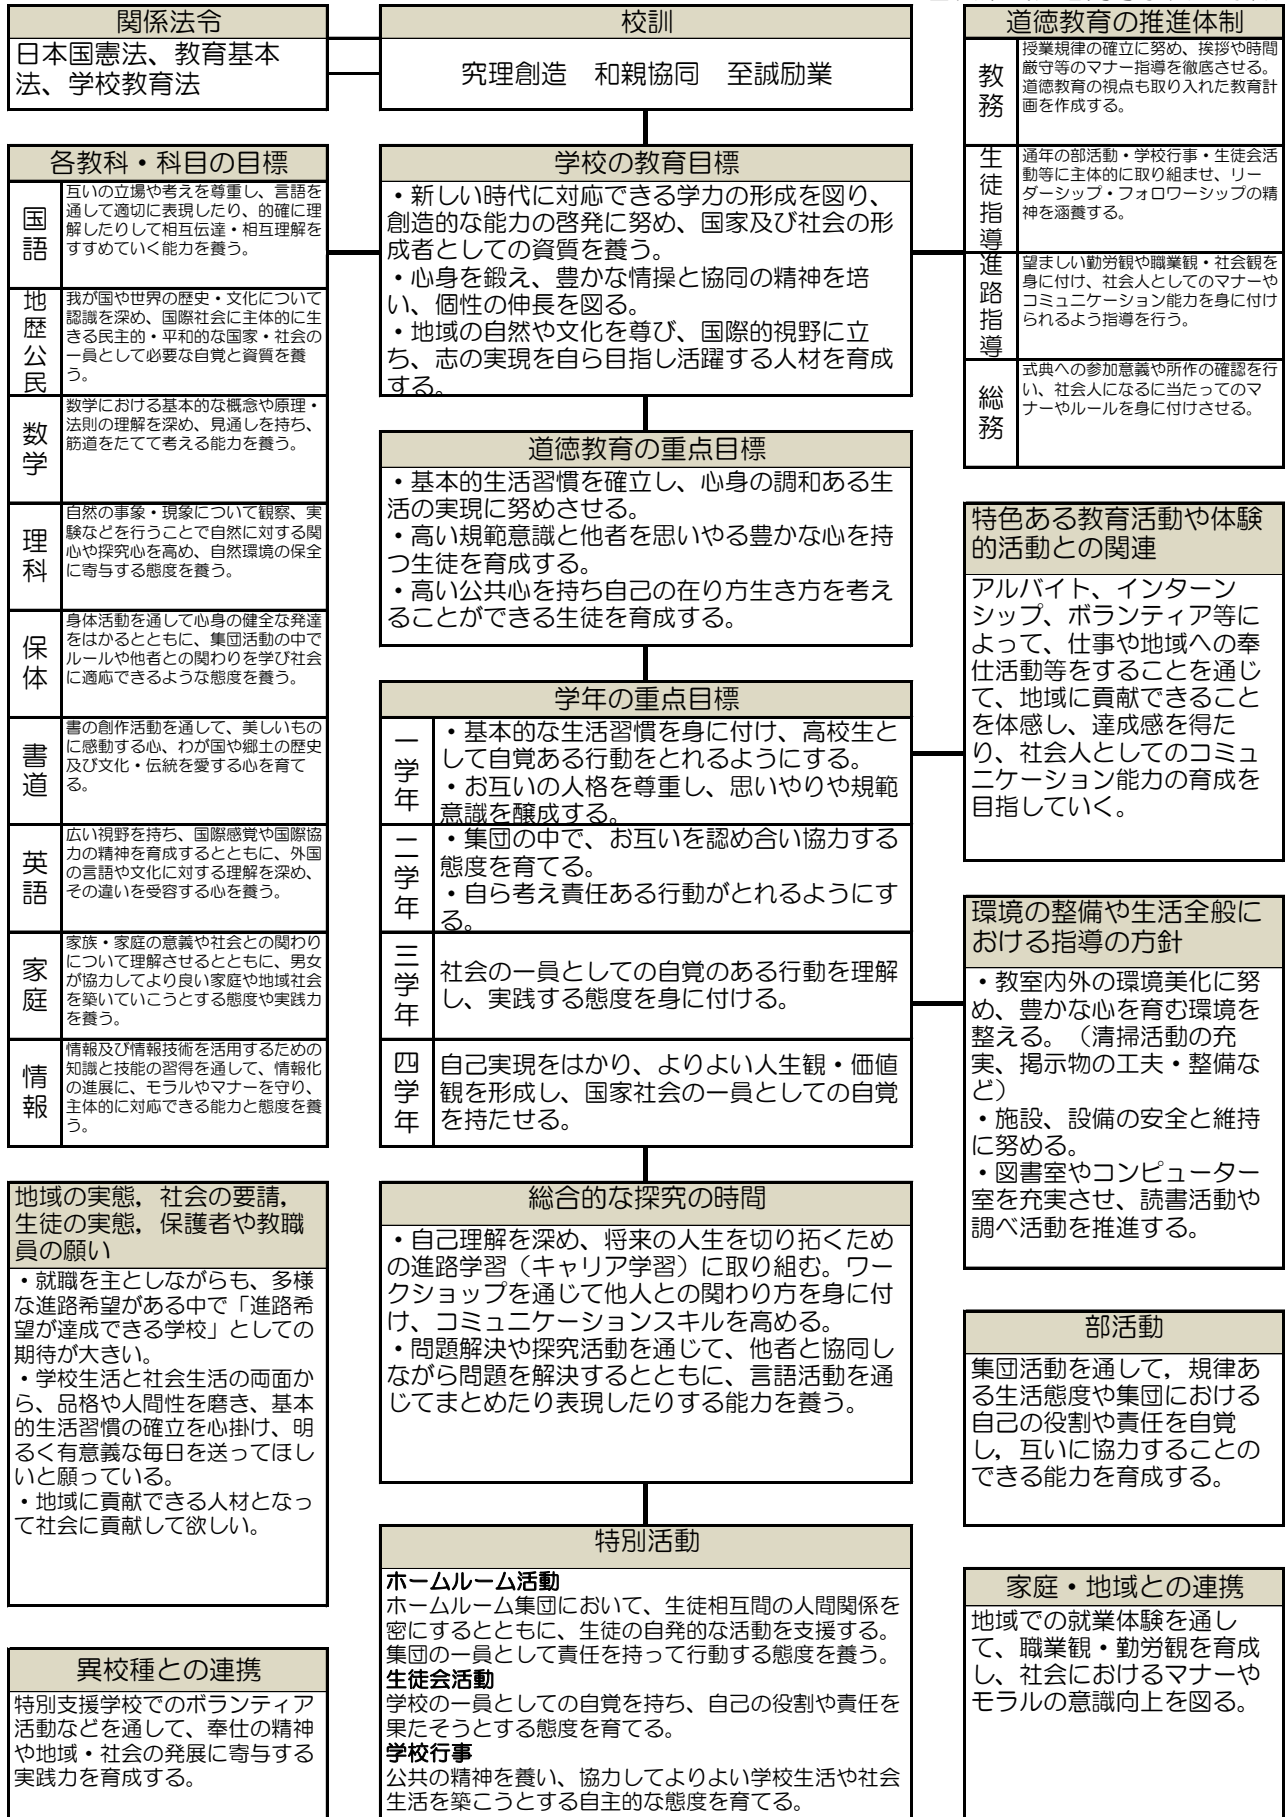 関係法令
日本国憲法、教育基本
法、学校教育法
校訓
究理創造　和親協同　至誠励業
道徳教育の推進体制
教務
授業規律の確立に努め、挨拶や時間
厳守等のマナー指導を徹底させる。
道徳教育の視点も取り入れた教育計
画を作成する。
生徒指導
通年の部活動・学校行事・生徒会活
動等に主体的に取り組ませ、リー
ダーシップ・フォロワーシップの精
神を涵養する。
進路指導
望ましい勤労観や職業観・社会観を
身に付け、社会人としてのマナーや
コミュニケーション能力を身に付け
られるよう指導を行う。
総務
式典への参加意義や所作の確認を行
い、社会人になるに当たってのマ
ナーやルールを身に付けさせる。
各教科・科目の目標
国語
互いの立場や考えを尊重し、言語を
通して適切に表現したり、的確に理
解したりして相互伝達・相互理解を
すすめていく能力を養う。
地歴公民
我が国や世界の歴史・文化について
認識を深め、国際社会に主体的に生
きる民主的・平和的な国家・社会の
一員として必要な自覚と資質を養
う。
数学
数学における基本的な概念や原理・
法則の理解を深め、見通しを持ち、
筋道をたてて考える能力を養う。
理科
自然の事象・現象について観察、実
験などを行うことで自然に対する関
心や探究心を高め、自然環境の保全
に寄与する態度を養う。
保体
身体活動を通して心身の健全な発達
をはかるとともに、集団活動の中で
ルールや他者との関わりを学び社会
に適応できるような態度を養う。
書道
書の創作活動を通して、美しいもの
に感動する心、わが国や郷土の歴史
及び文化・伝統を愛する心を育て
る。
英語
広い視野を持ち、国際感覚や国際協
力の精神を育成するとともに、外国
の言語や文化に対する理解を深め、
その違いを受容する心を養う。
家庭
家族・家庭の意義や社会との関わり
について理解させるとともに、男女
が協力してより良い家庭や地域社会
を築いていこうとする態度や実践力
を養う。
情報
情報及び情報技術を活用するための
知識と技能の習得を通して、情報化
の進展に、モラルやマナーを守り、
主体的に対応できる能力と態度を養
う。
学校の教育目標
・新しい時代に対応できる学力の形成を図り、
創造的な能力の啓発に努め、国家及び社会の形
成者としての資質を養う。
・心身を鍛え、豊かな情操と協同の精神を培
い、個性の伸長を図る。
・地域の自然や文化を尊び、国際的視野に立
ち、志の実現を自ら目指し活躍する人材を育成
する。
道徳教育の重点目標
・基本的生活習慣を確立し、心身の調和ある生
活の実現に努めさせる。
・高い規範意識と他者を思いやる豊かな心を持
つ生徒を育成する。
・高い公共心を持ち自己の在り方生き方を考え
ることができる生徒を育成する。
学年の重点目標
一学年
・基本的な生活習慣を身に付け、高校生と
して自覚ある行動をとれるようにする。
・お互いの人格を尊重し、思いやりや規範
意識を醸成する。
二学年
・集団の中で、お互いを認め合い協力する
態度を育てる。
・自ら考え責任ある行動がとれるようにす
る。
三学年
社会の一員としての自覚のある行動を理解
し、実践する態度を身に付ける。
四学年
自己実現をはかり、よりよい人生観・価値
観を形成し、国家社会の一員としての自覚
を持たせる。
特色ある教育活動や体験
的活動との関連
アルバイト、インターン
シップ、ボランティア等に
よって、仕事や地域への奉
仕活動等をすることを通じ
て、地域に貢献できること
を体感し、達成感を得た
り、社会人としてのコミュ
ニケーション能力の育成を
目指していく。
環境の整備や生活全般に
おける指導の方針
・教室内外の環境美化に努
め、豊かな心を育む環境を
整える。（清掃活動の充
実、掲示物の工夫・整備な
ど）
・施設、設備の安全と維持
に努める。
・図書室やコンピューター
室を充実させ、読書活動や
調べ活動を推進する。
地域の実態，社会の要請，
生徒の実態，保護者や教職
員の願い
・就職を主としながらも、多様
な進路希望がある中で「進路希
望が達成できる学校」としての
期待が大きい。
・学校生活と社会生活の両面か
ら、品格や人間性を磨き、基本
的生活習慣の確立を心掛け、明
るく有意義な毎日を送ってほし
いと願っている。
・地域に貢献できる人材となっ
て社会に貢献して欲しい。
総合的な探究の時間
・自己理解を深め、将来の人生を切り拓くため
の進路学習（キャリア学習）に取り組む。ワー
クショップを通じて他人との関わり方を身に付
け、コミュニケーションスキルを高める。
・問題解決や探究活動を通じて、他者と協同し
ながら問題を解決するとともに、言語活動を通
じてまとめたり表現したりする能力を養う。
部活動
集団活動を通して，規律あ
る生活態度や集団における
自己の役割や責任を自覚
し，互いに協力することの
できる能力を育成する。
特別活動
ホームルーム活動
ホームルーム集団において、生徒相互間の人間関係を
密にするとともに、生徒の自発的な活動を支援する。
集団の一員として責任を持って行動する態度を養う。
生徒会活動
学校の一員としての自覚を持ち、自己の役割や責任を
果たそうとする態度を育てる。
学校行事
公共の精神を養い、協力してよりよい学校生活や社会
生活を築こうとする自主的な態度を育てる。
異校種との連携
特別支援学校でのボランティア
活動などを通して、奉仕の精神
や地域・社会の発展に寄与する
実践力を育成する。
家庭・地域との連携
地域での就業体験を通し
て、職業観・勤労観を育成
し、社会におけるマナーや
モラルの意識向上を図る。